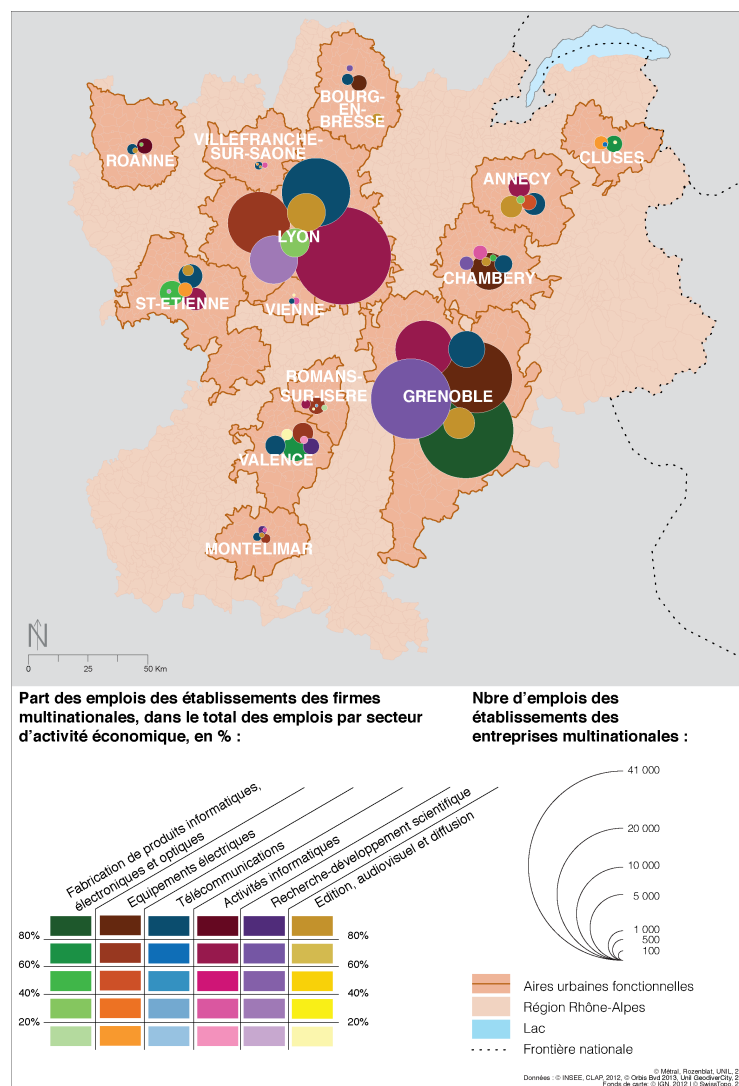 BOURG-
EN-
BRESSE
VILLEFRANCHE-
SUR-SAONE
ROANNE
CLUSES
ANNECY
LYON
CHAMBERY
ST-ETIENNE
VIENNE
ROMANS-
SUR-ISERE
GRENOBLE
VALENCE
MONTELIMAR
N
0 25 50 Km
Part des emplois des établissements des firmes
multinationales, dans le total des emplois par secteur
d'activité économique, en % :
Nbre d'emplois des
établissements des
entreprises multinationales :
Fabrication de produits informatiques,
électroniques et optiques
Equipements électriques
Télécommunications
Activités informatiques
Recherche-développement scientifique
Edition, audiovisuel et diffusion
80% 80%
60% 60%
40% 40%
20% 20%
41 000
20 000
10 000
5 000
1 000
500
100
Aires urbaines fonctionnelles
Région Rhône-Alpes
Lac
Frontière nationale
© Métral, Rozenblat, UNIL, 2
Données : © INSEE, CLAP, 2012, © Orbis Bvd 2013, Unil GeodiverCity, 2
Fonds de carte: © IGN, 2012 | © SwissTopo, 2